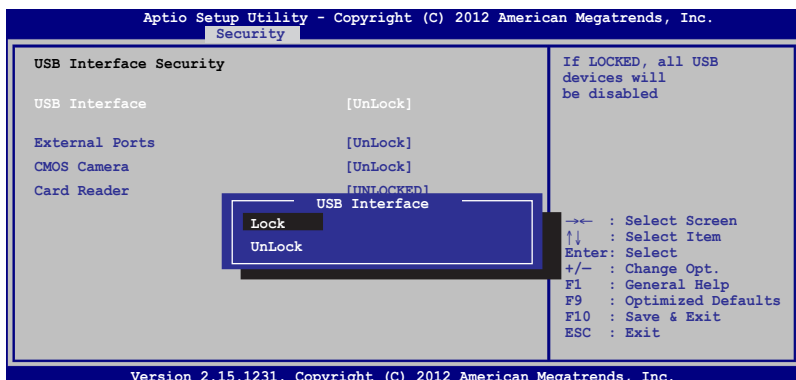 Aptio Setup Utility - Copyright (C) 2012 American Megatrends, Inc.
Security
USB Interface Security
USB Interface [UnLock]
External Ports [UnLock]
CMOS Camera [UnLock]
Card Reader [UNLOCKED]
USB Interface
Lock
UnLock
If LOCKED, all USB
devices will
be disabled
→← : Select Screen
↑↓ : Select Item
Enter: Select
+/— : Change Opt.
F1 : General Help
F9 : Optimized Defaults
F10 : Save & Exit
ESC : Exit
Version 2.15.1231. Copyright (C) 2012 American Megatrends, Inc.